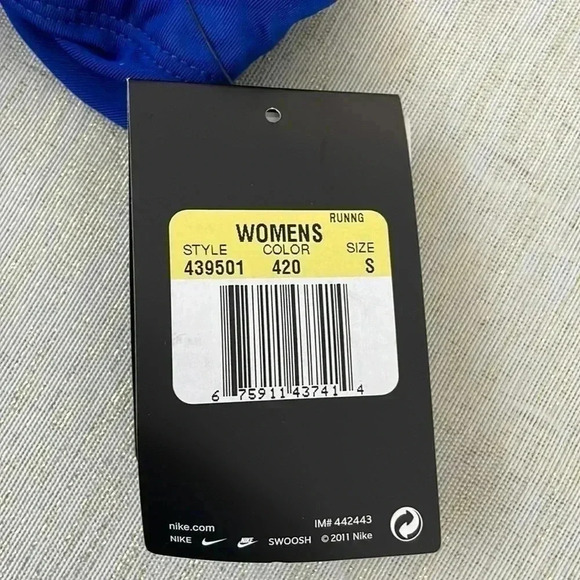 RUNNG
WOMENS
STYLE COLOR SIZE
439501 420 S
6 75911 43741 4
nike.com IM# 442443
NIKE SWOOSH © 2011 Nike